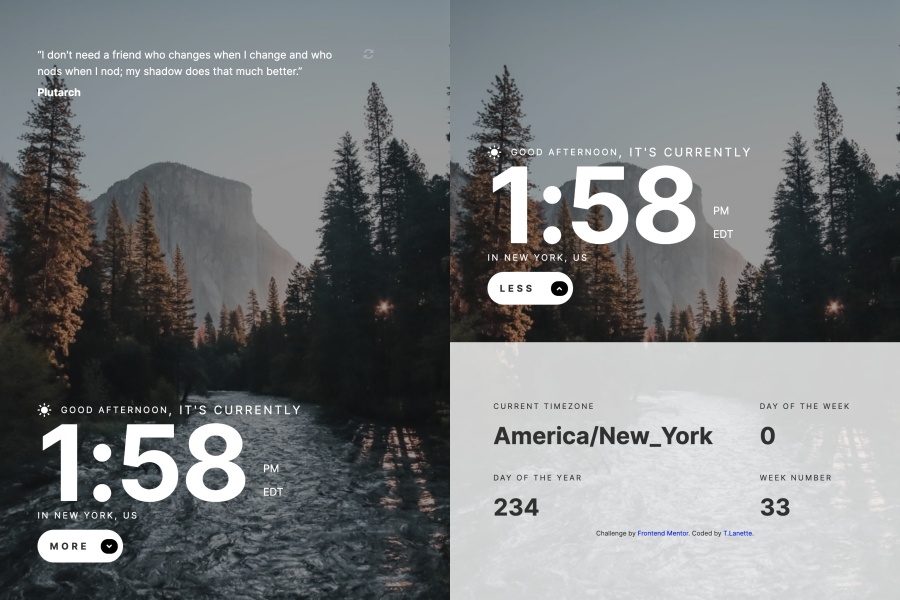 “I don't need a friend who changes when I change and who
nods when I nod; my shadow does that much better.”
Plutarch
GOOD AFTERNOON, IT'S CURRENTLY
1:58 PM EDT
IN NEW YORK, US
MORE
GOOD AFTERNOON, IT'S CURRENTLY
1:58 PM EDT
IN NEW YORK, US
LESS
CURRENT TIMEZONE
America/New_York
DAY OF THE WEEK
0
DAY OF THE YEAR
234
WEEK NUMBER
33
Challenge by Frontend Mentor. Coded by T.Lanette.